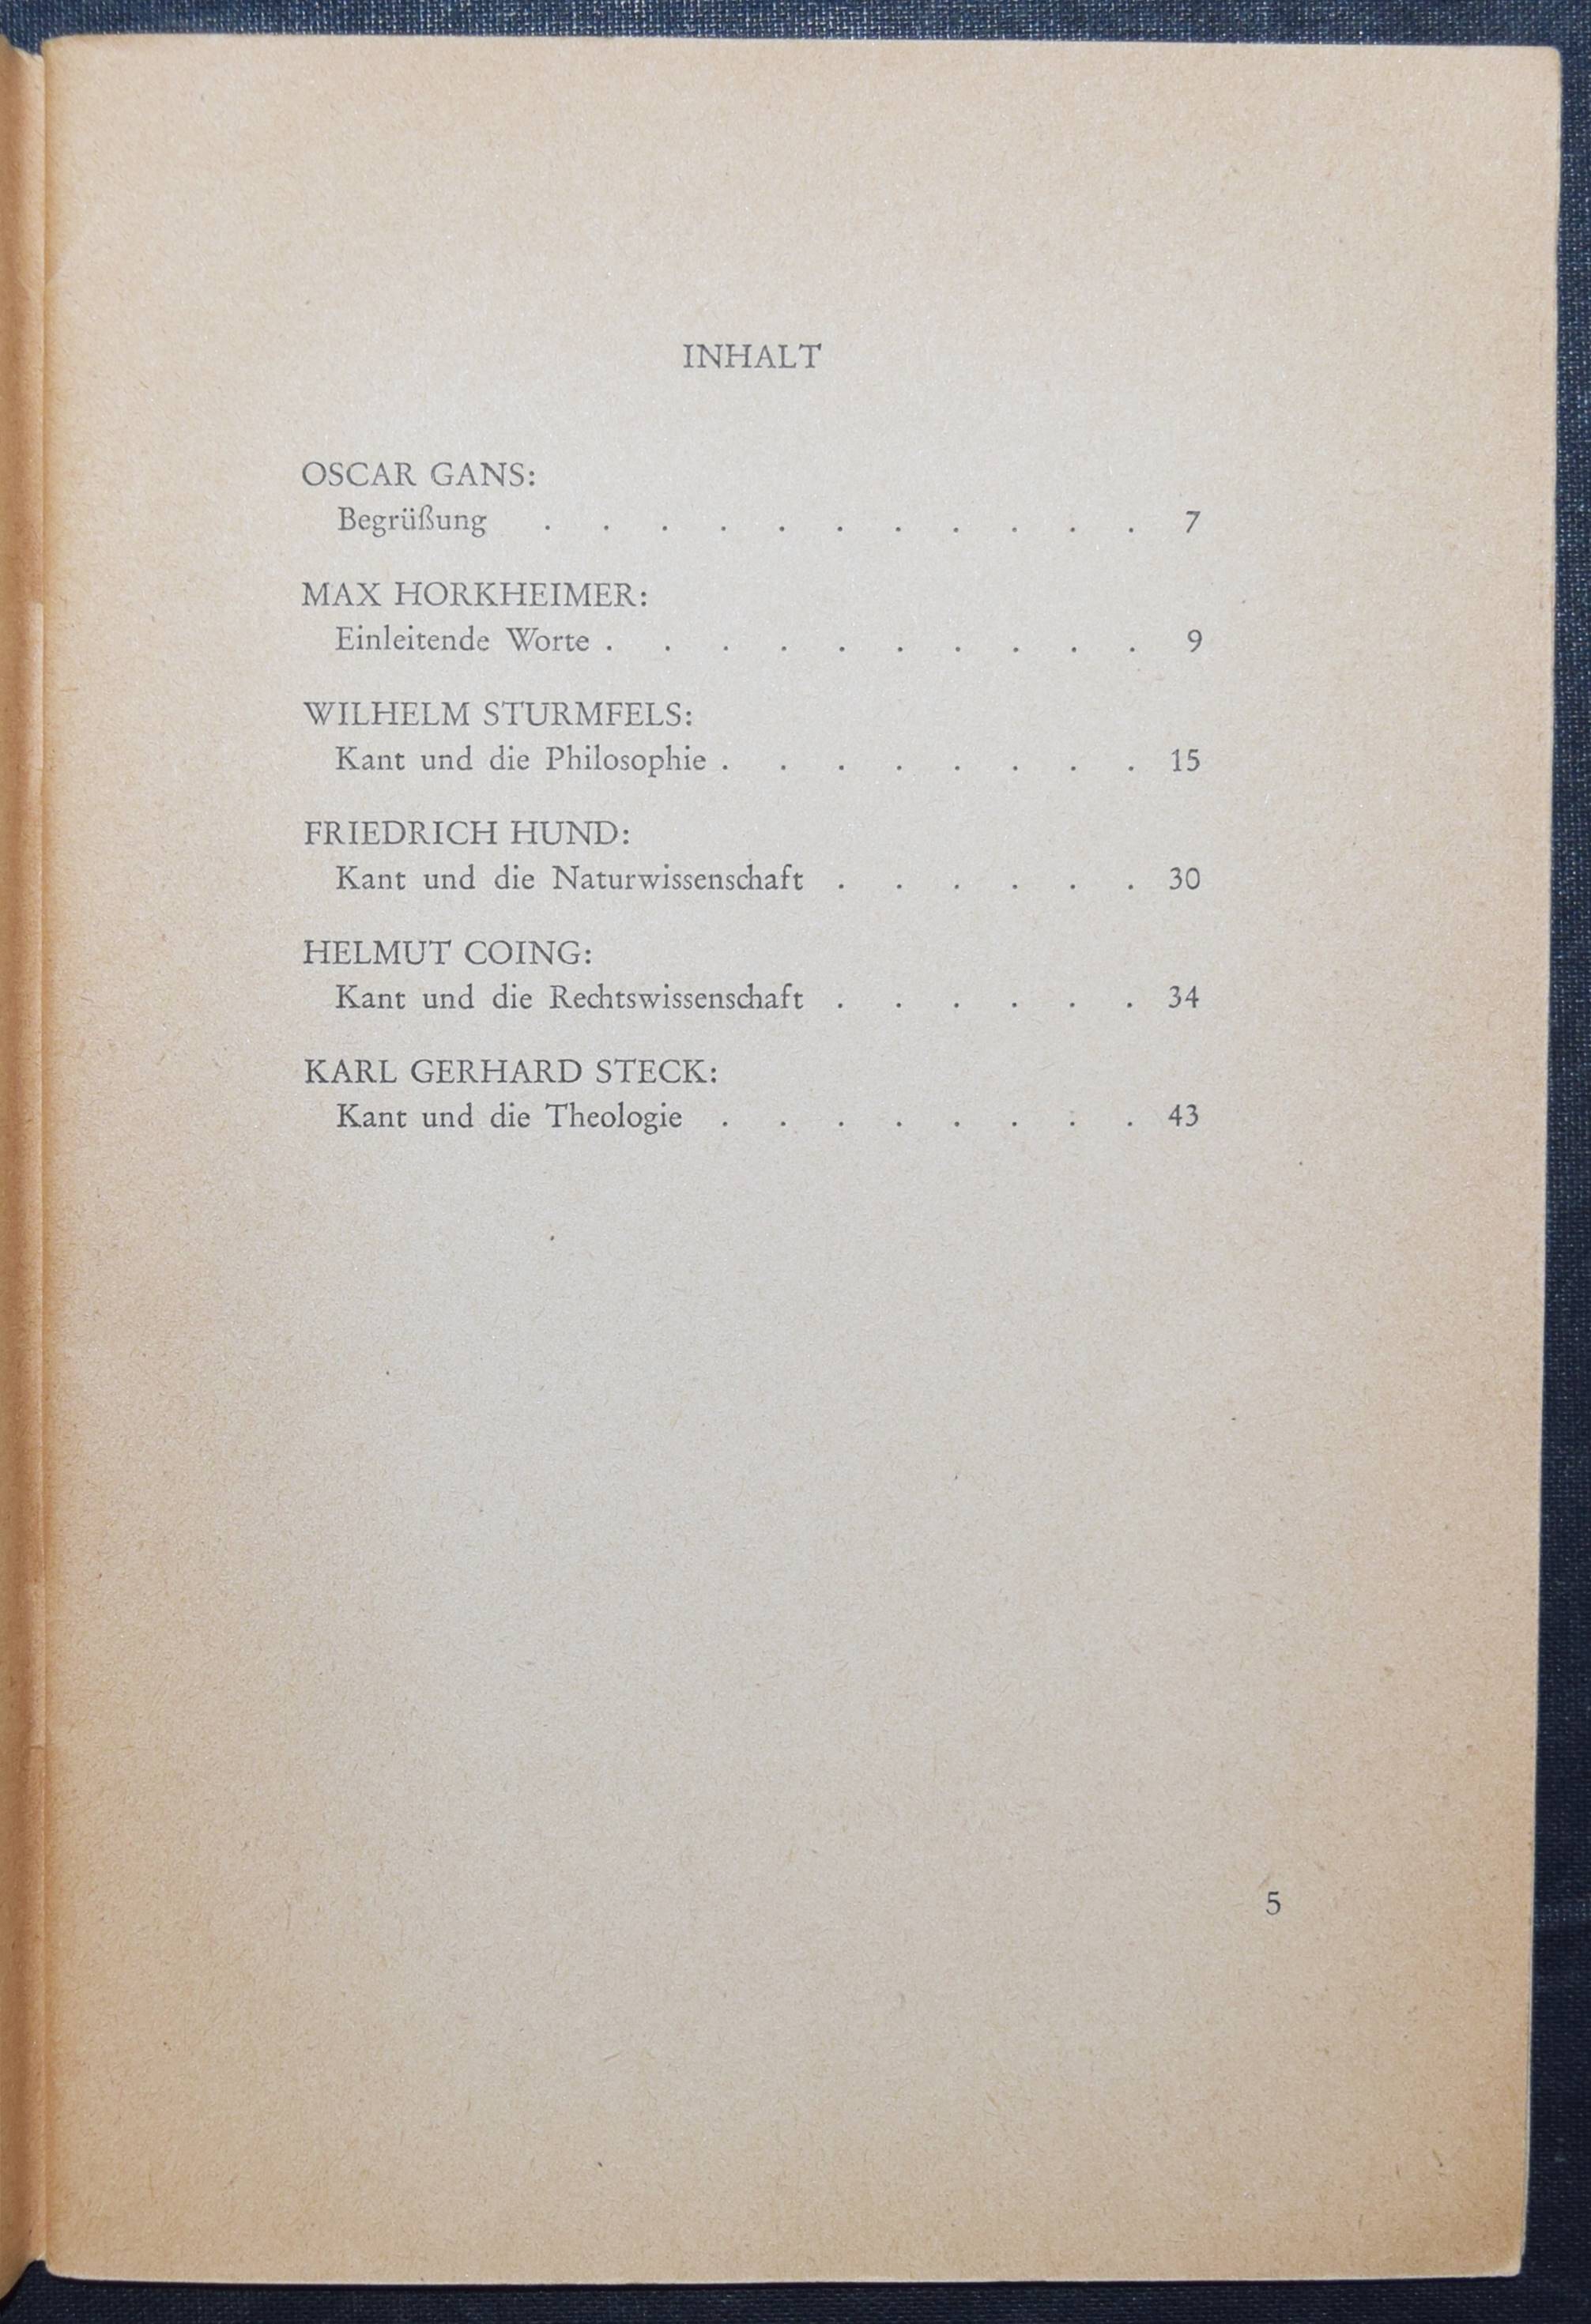 INHALT
OSCAR GANS:
Begrüßung . . . . . . . . . . . 7
MAX HORKHEIMER:
Einleitende Worte . . . . . . . . . . 9
WILHELM STURMFELS:
Kant und die Philosophie . . . . . . . . 15
FRIEDRICH HUND:
Kant und die Naturwissenschaft . . . . . . 30
HELMUT COING:
Kant und die Rechtswissenschaft . . . . . . 34
KARL GERHARD STECK:
Kant und die Theologie . . . . . . . . 43
5